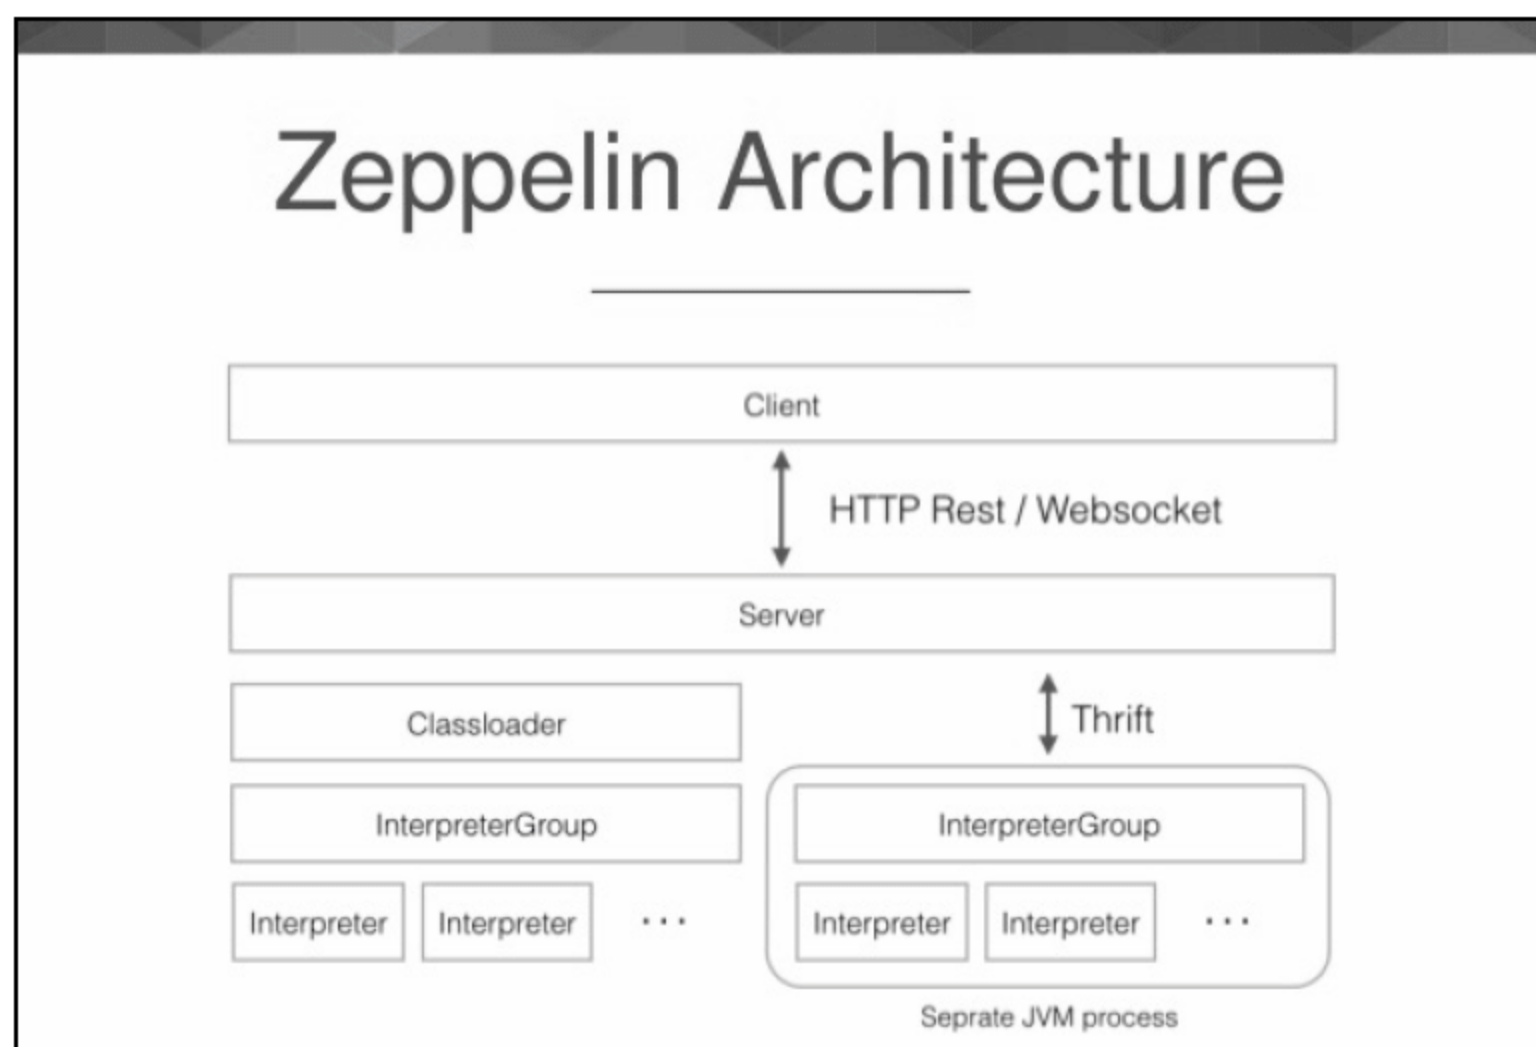 Zeppelin Architecture
Client
HTTP Rest / Websocket
Server
Classloader
Thrift
InterpreterGroup
InterpreterGroup
Interpreter
Interpreter
...
Interpreter
Interpreter
...
Seprate JVM process